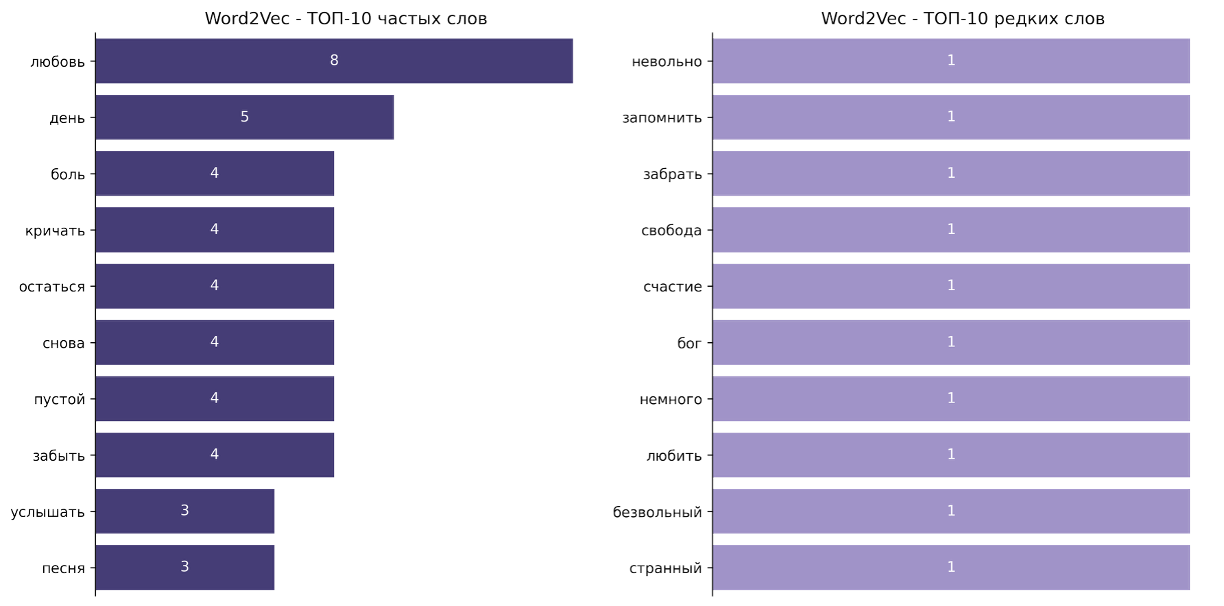 Word2Vec - ТОП-10 частых слов
любовь 8
день 5
боль 4
кричать 4
остаться 4
снова 4
пустой 4
забыть 4
услышать 3
песня 3
Word2Vec - ТОП-10 редких слов
невольно 1
запомнить 1
забрать 1
свобода 1
счастие 1
бог 1
немного 1
любить 1
безвольный 1
странный 1